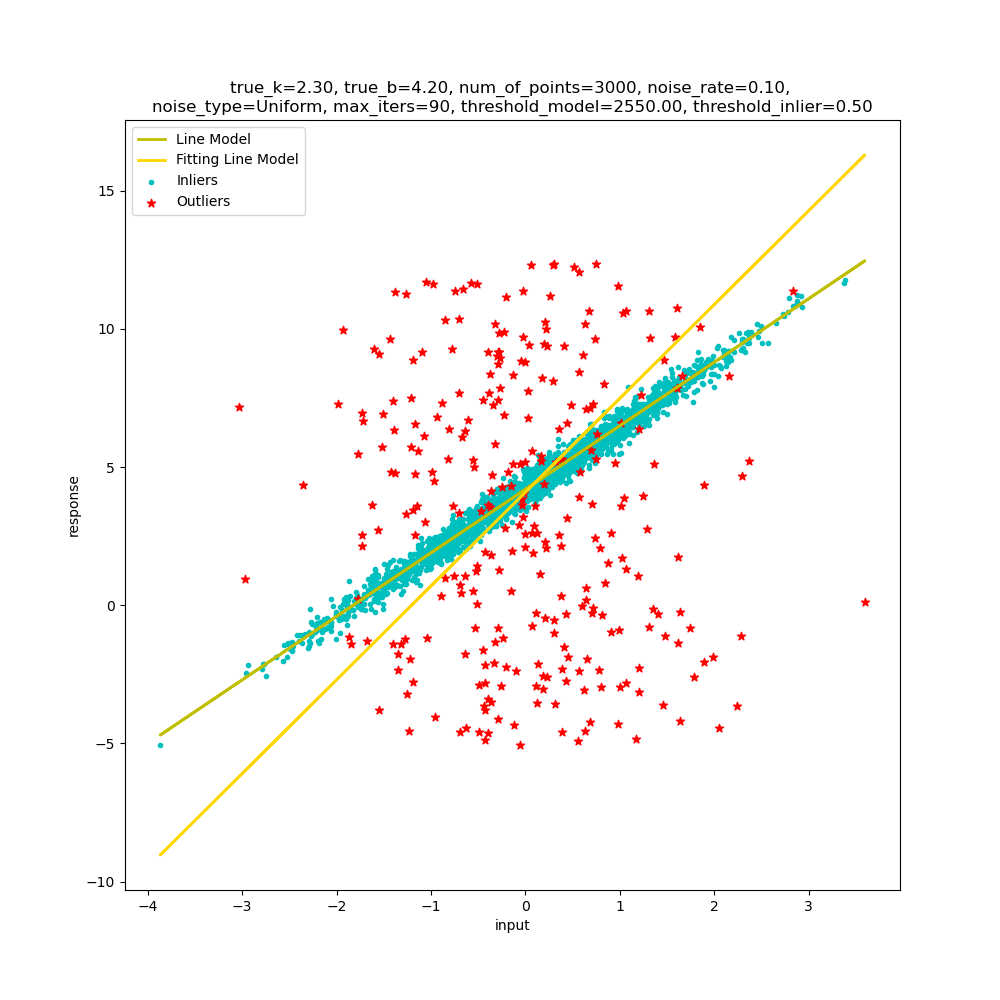 true_k=2.30, true_b=4.20, num_of_points=3000, noise_rate=0.10,
noise_type=Uniform, max_iters=90, threshold_model=2550.00, threshold_inlier=0.50
Line Model
Fitting Line Model
Inliers
Outliers
response
15
10
5
0
−5
−10
−4
−3
−2
−1
0
1
2
3
input